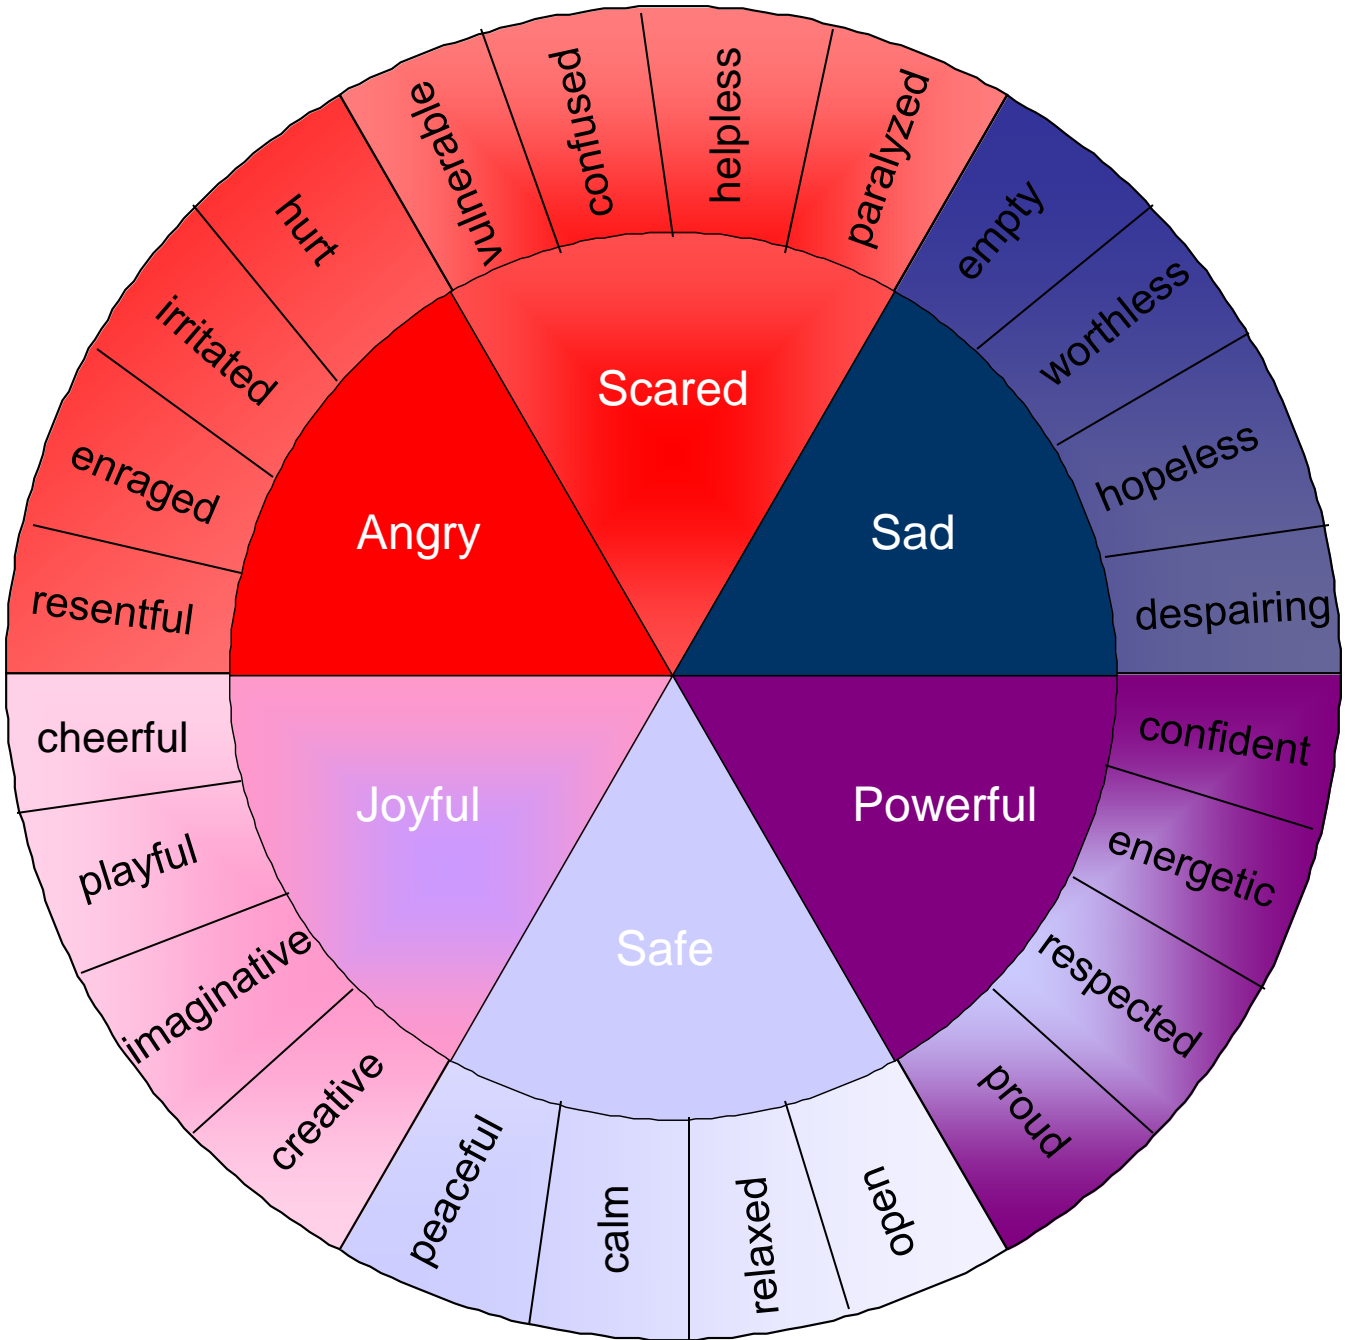 vulnerable
confused
helpless
paralyzed
empty
worthless
hopeless
despairing
confident
energetic
respected
proud
open
relaxed
calm
peaceful
creative
imaginative
playful
cheerful
resentful
enraged
irritated
hurt
Scared
Sad
Powerful
Safe
Joyful
Angry